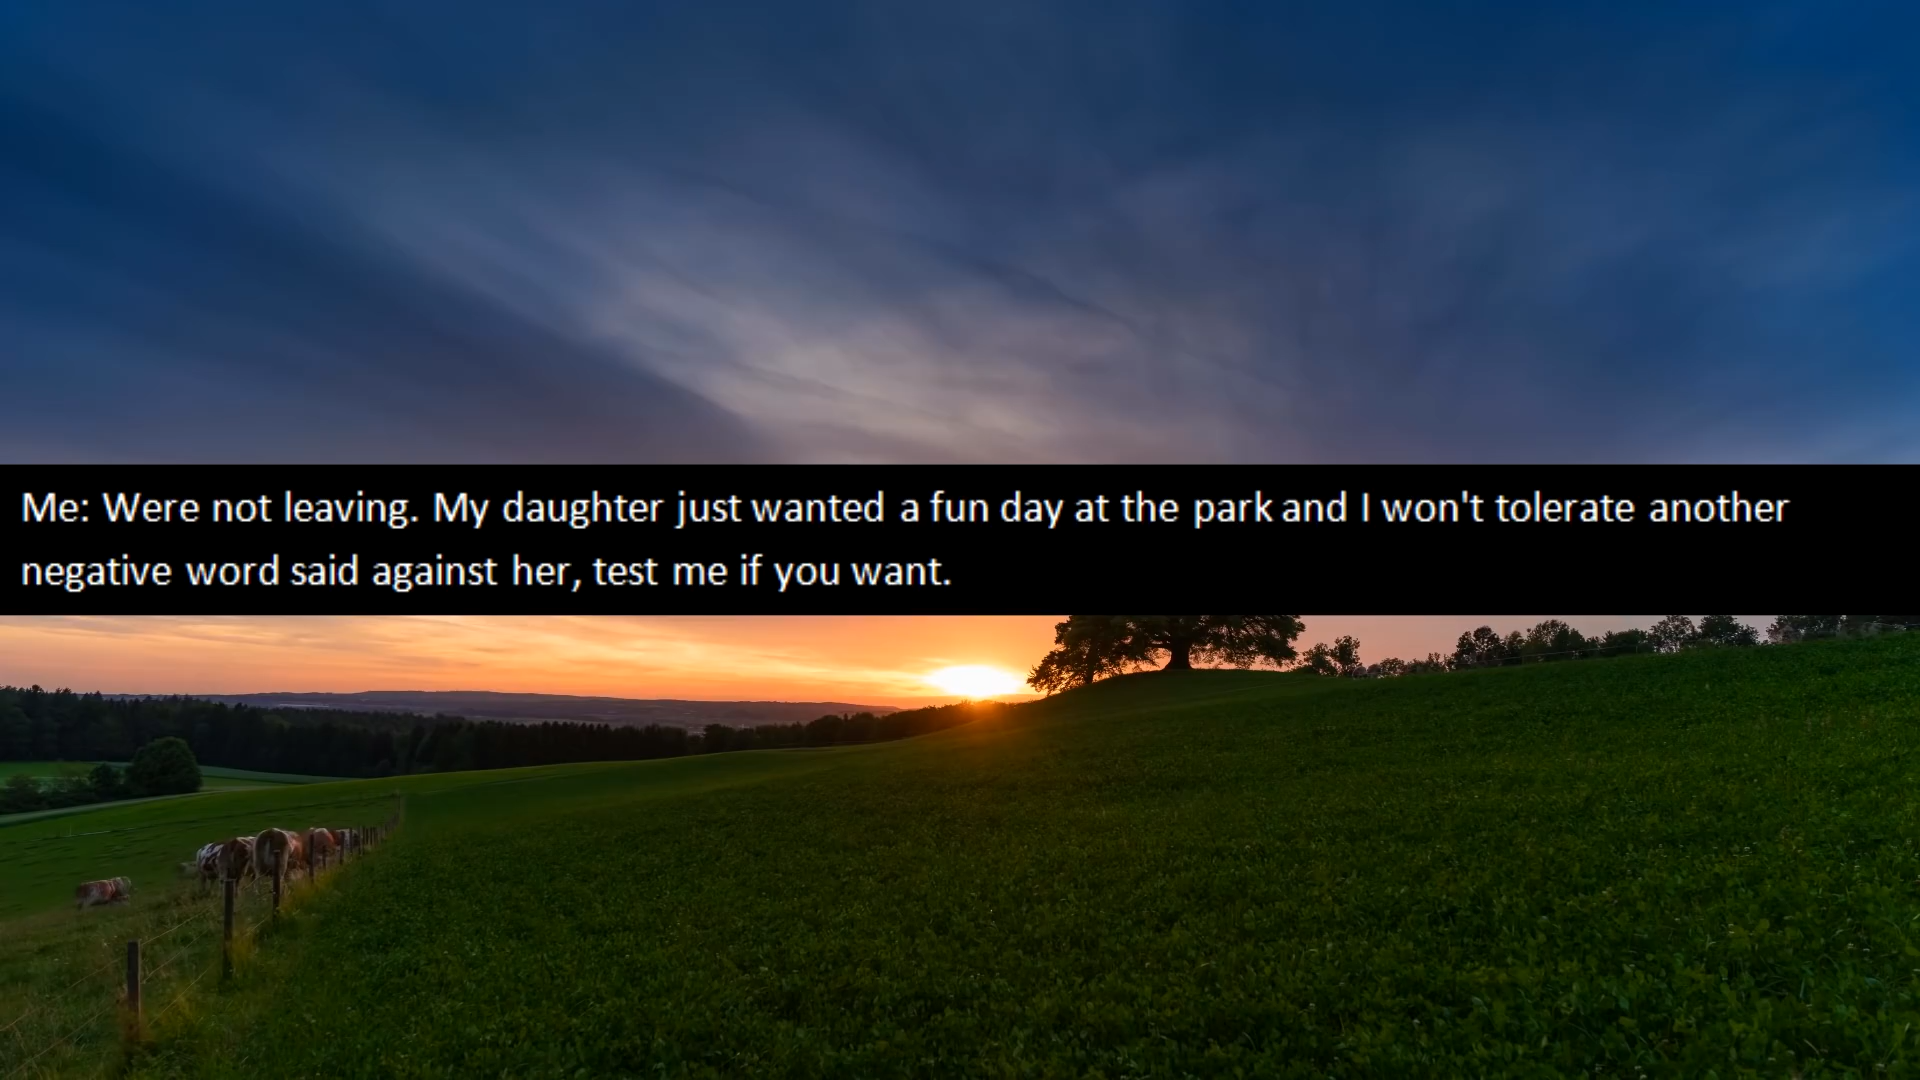 Me: Were not leaving. My daughter just wanted a fun day at the park and I won't tolerate another
negative word said against her, test me if you want.